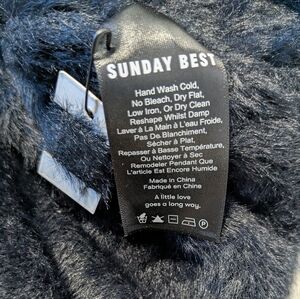 SUNDAY BEST
Hand Wash Cold,
No Bleach, Dry Flat,
Low Iron, Or Dry Clean
Reshape Whilst Damp
Laver à La Main à L'eau Froide,
Pas De Blanchiment,
Sécher à Plat,
Repasser à Basse Température,
Ou Nettoyer à Sec
Remodeler Pendant Que
L'article Est Encore Humide
Made in China
Fabriqué en Chine
A little love
goes a long way.
P